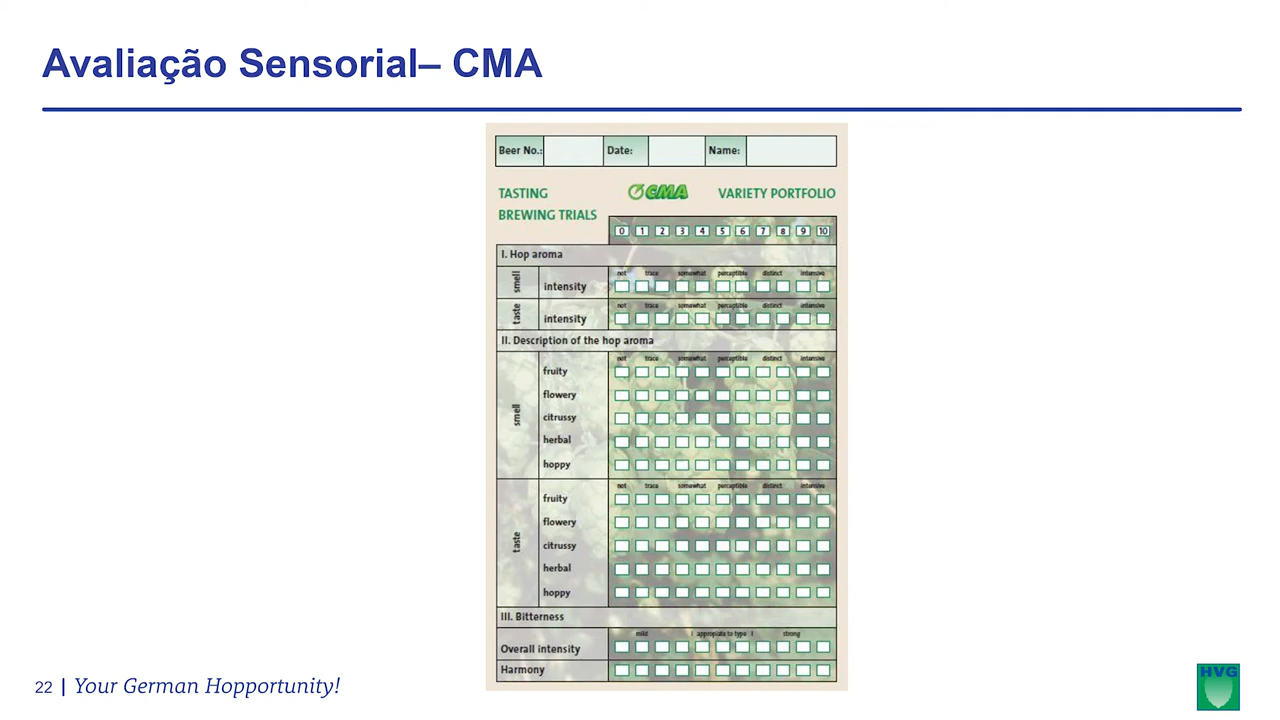 Avaliação Sensorial– CMA
Beer No.: Date: Name:
TASTING CMA VARIETY PORTFOLIO
BREWING TRIALS
0 1 2 3 4 5 6 7 8 9 10
I. Hop aroma
not trace somewhat perceptible distinct intensive
smell intensity
not trace somewhat perceptible distinct intensive
taste intensity
II. Description of the hop aroma
not trace somewhat perceptible distinct intensive
fruity
flowery
smell citrussy
herbal
hoppy
not trace somewhat perceptible distinct intensive
fruity
flowery
taste citrussy
herbal
hoppy
III. Bitterness
mild | appropiate to type | strong
Overall intensity
Harmony
22 | Your German Hopportunity!
HVG